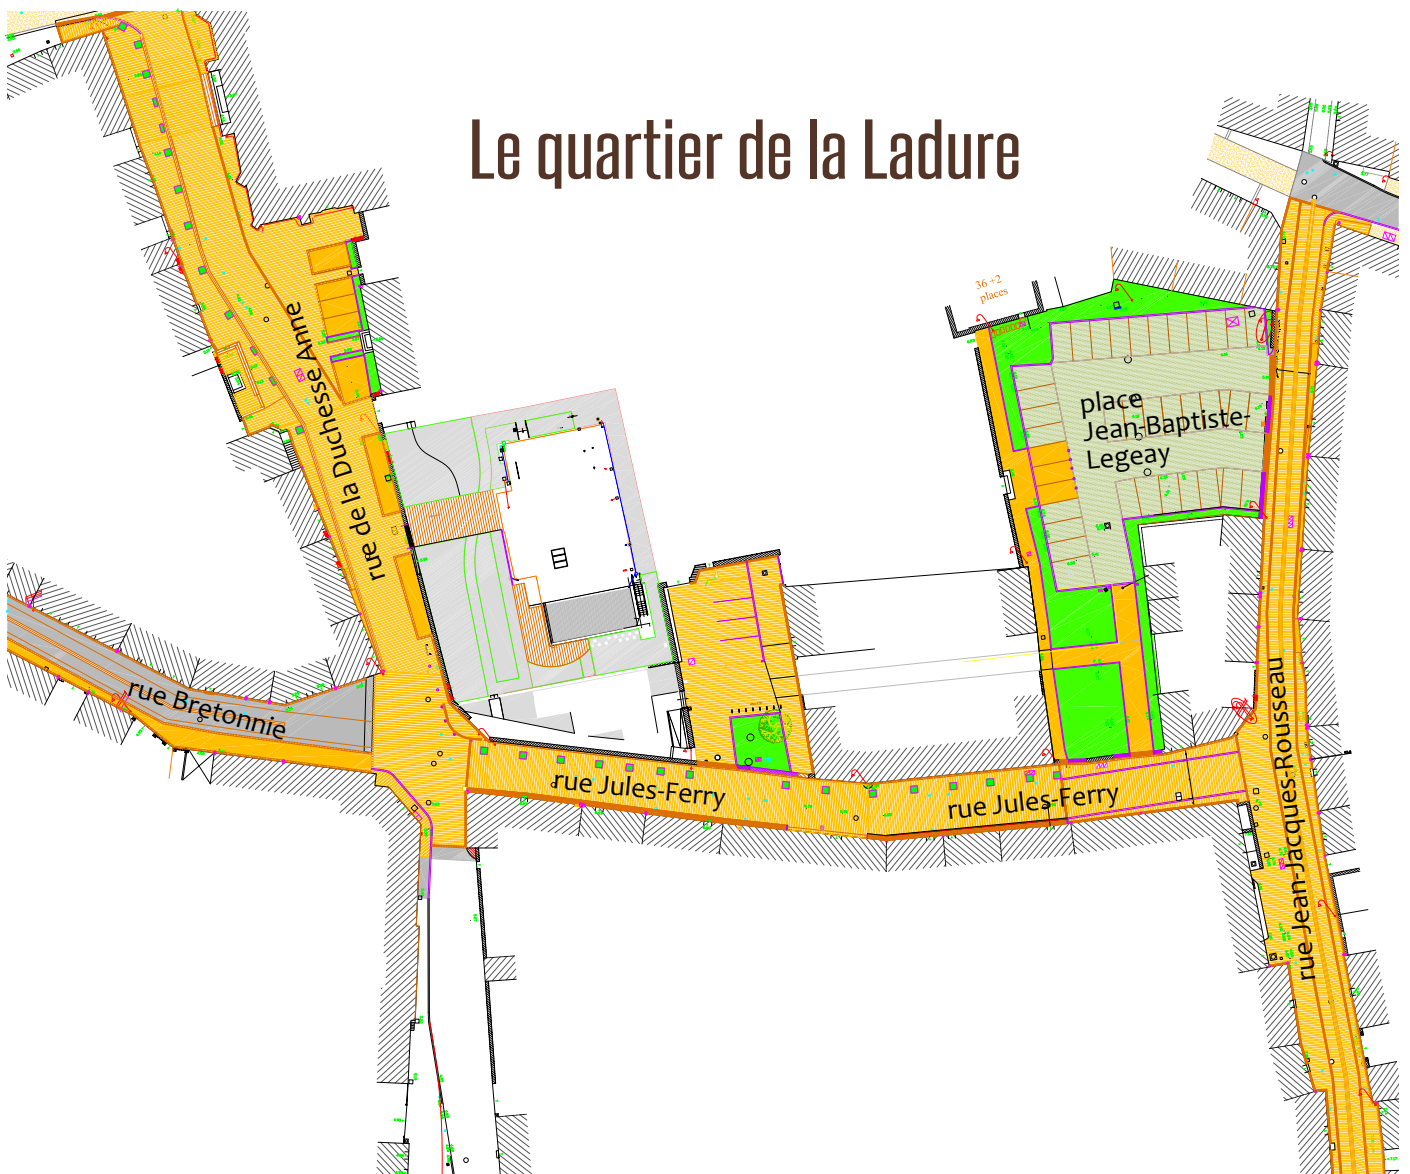 Le quartier de la Ladure
36 +2
places
place
Jean-Baptiste-
Legeay
rue de la Duchesse Anne
rue Bretonnie
rue Jules-Ferry
rue Jules-Ferry
rue Jean-Jacques-Rousseau